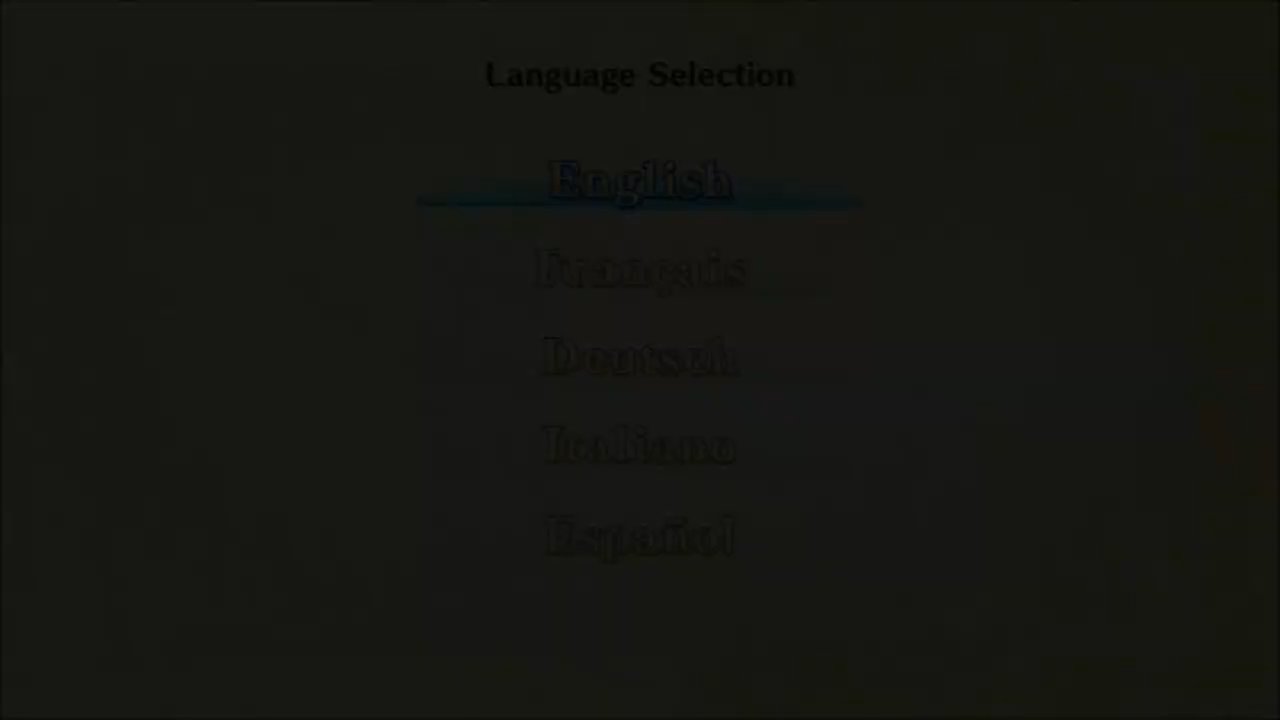 Language Selection
English
Français
Deutsch
Italiano
Español